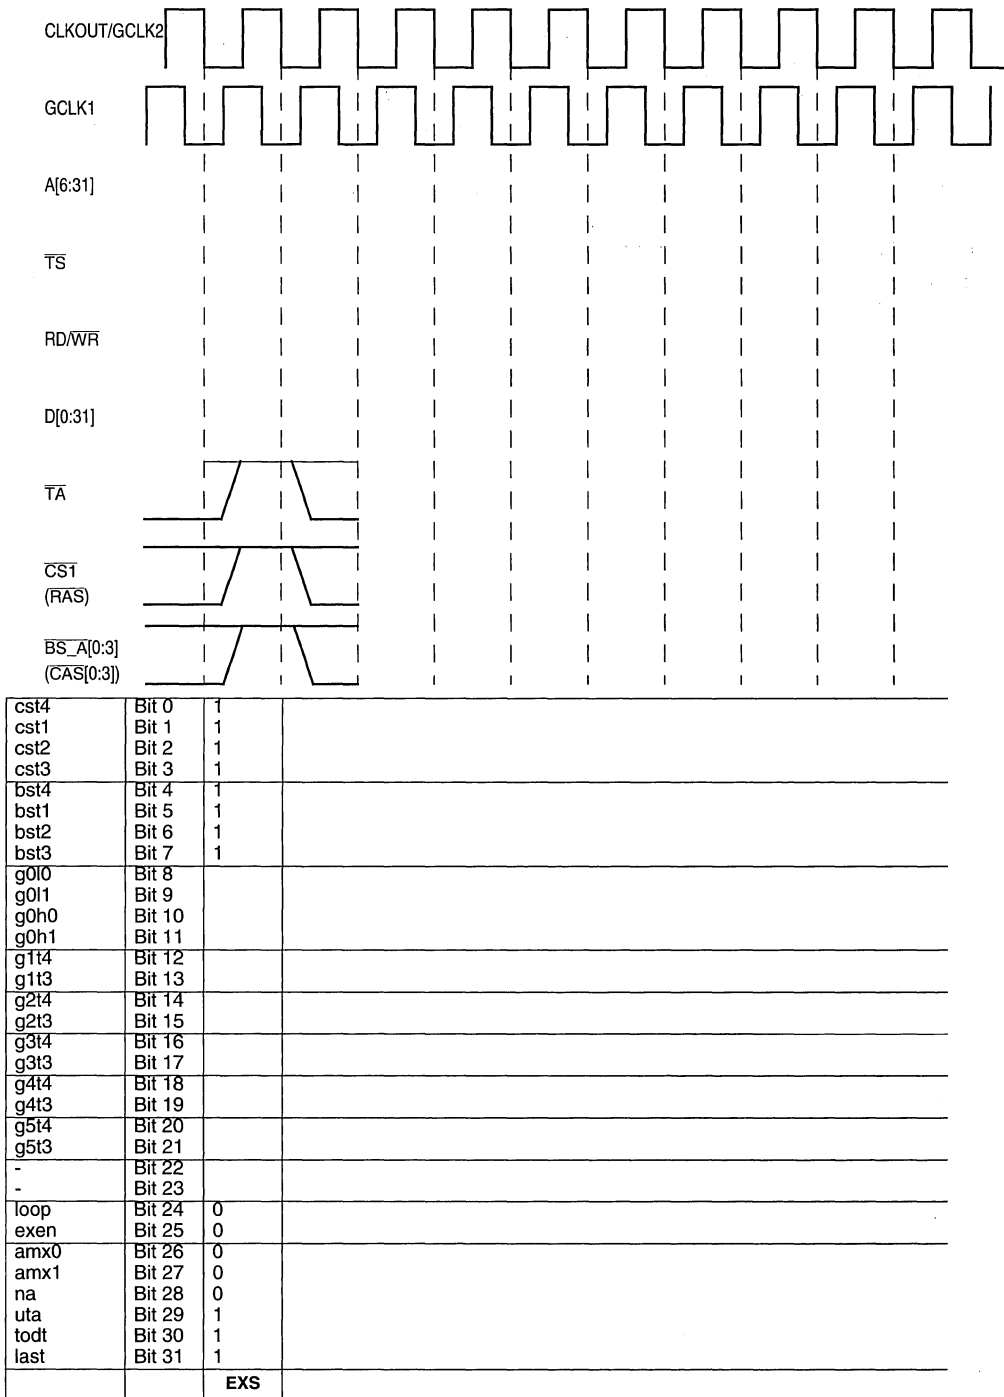 CLKOUT/GCLK2
GCLK1
A[6:31]
TS
RD/WR
D[0:31]
TA
CS1
(RAS)
BS_A[0:3]
(CAS[0:3])
cst4 Bit 0 1
cst1 Bit 1 1
cst2 Bit 2 1
cst3 Bit 3 1
bst4 Bit 4 1
bst1 Bit 5 1
bst2 Bit 6 1
bst3 Bit 7 1
g0l0 Bit 8
g0l1 Bit 9
g0h0 Bit 10
g0h1 Bit 11
g1t4 Bit 12
g1t3 Bit 13
g2t4 Bit 14
g2t3 Bit 15
g3t4 Bit 16
g3t3 Bit 17
g4t4 Bit 18
g4t3 Bit 19
g5t4 Bit 20
g5t3 Bit 21
- Bit 22
- Bit 23
loop Bit 24 0
exen Bit 25 0
amx0 Bit 26 0
amx1 Bit 27 0
na Bit 28 0
uta Bit 29 1
todt Bit 30 1
last Bit 31 1
EXS